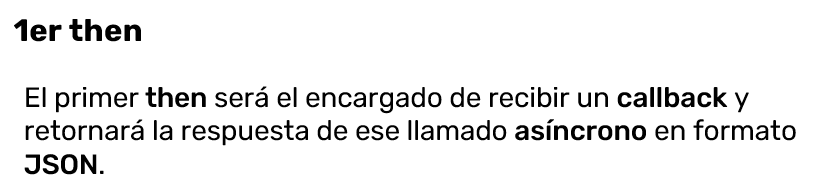 1er then
El primer then será el encargado de recibir un callback y
retornará la respuesta de ese llamado asíncrono en formato
JSON.